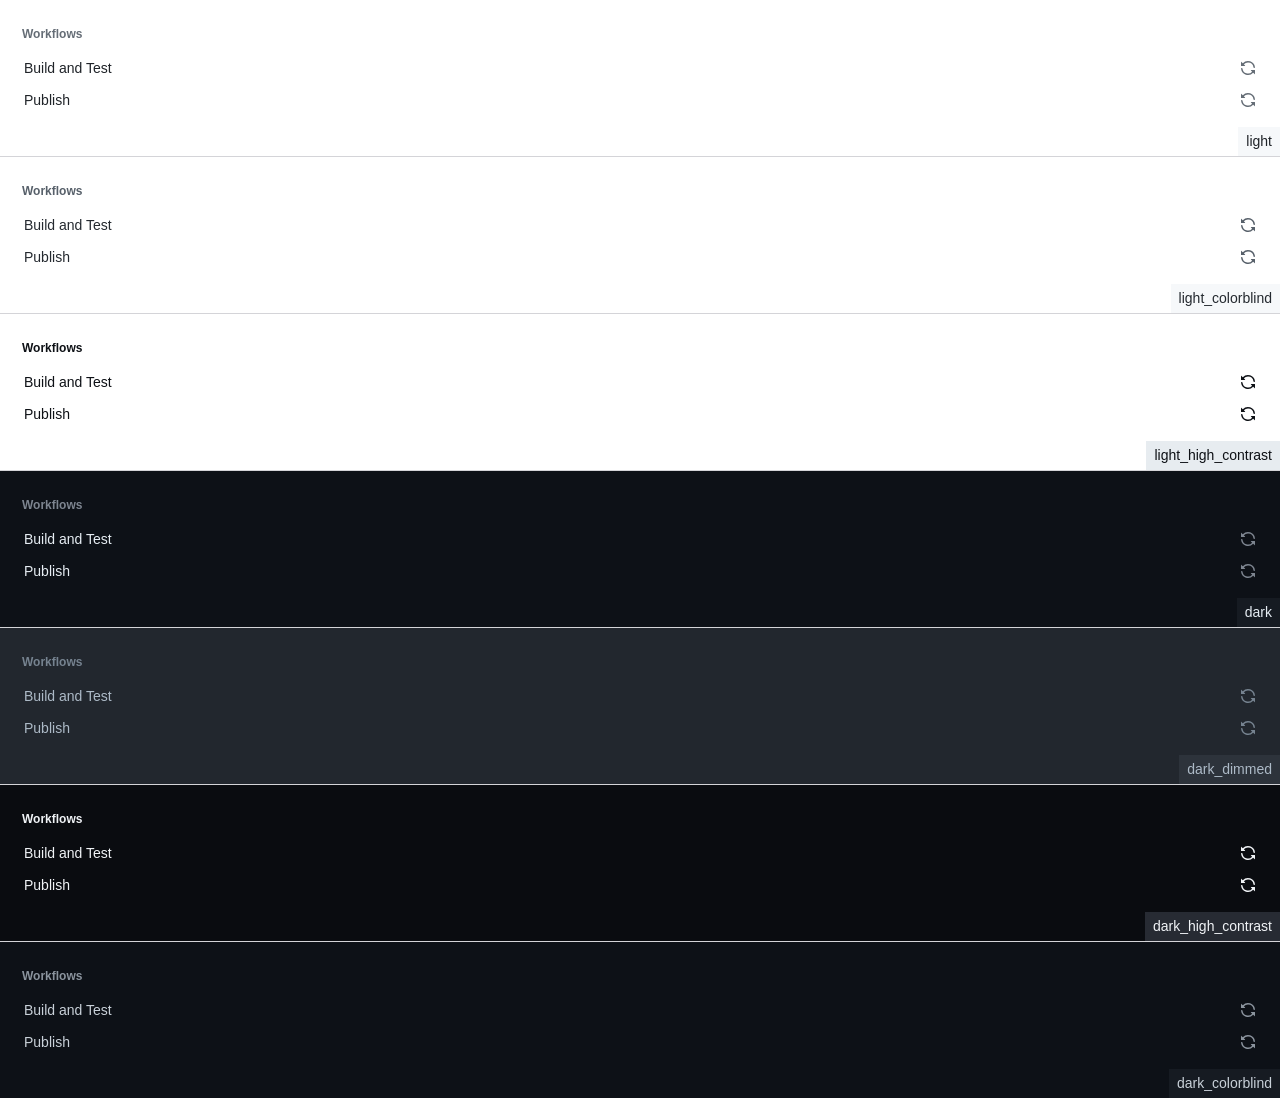 Workflows
Build and Test
Publish
light
Workflows
Build and Test
Publish
light_colorblind
Workflows
Build and Test
Publish
light_high_contrast
Workflows
Build and Test
Publish
dark
Workflows
Build and Test
Publish
dark_dimmed
Workflows
Build and Test
Publish
dark_high_contrast
Workflows
Build and Test
Publish
dark_colorblind